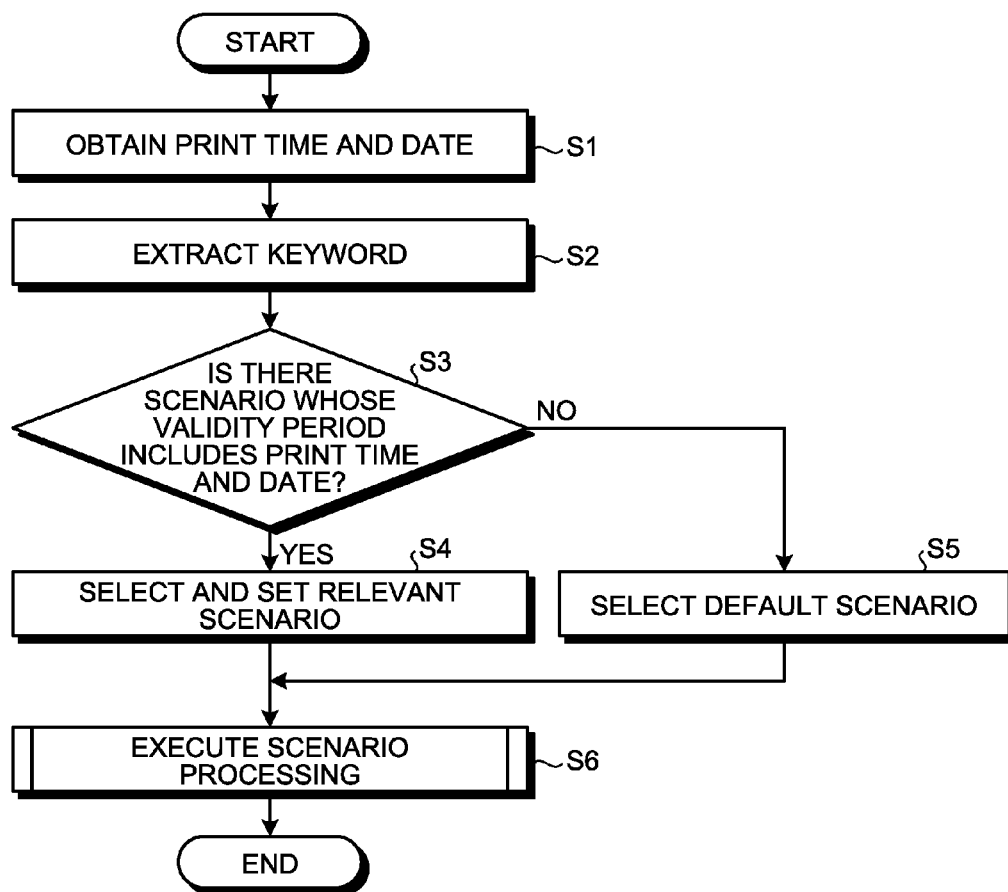 START
OBTAIN PRINT TIME AND DATE
S1
EXTRACT KEYWORD
S2
S3
IS THERE
SCENARIO WHOSE
VALIDITY PERIOD
INCLUDES PRINT TIME
AND DATE?
NO
YES
S4
SELECT AND SET RELEVANT
SCENARIO
S5
SELECT DEFAULT SCENARIO
EXECUTE SCENARIO
PROCESSING
S6
END